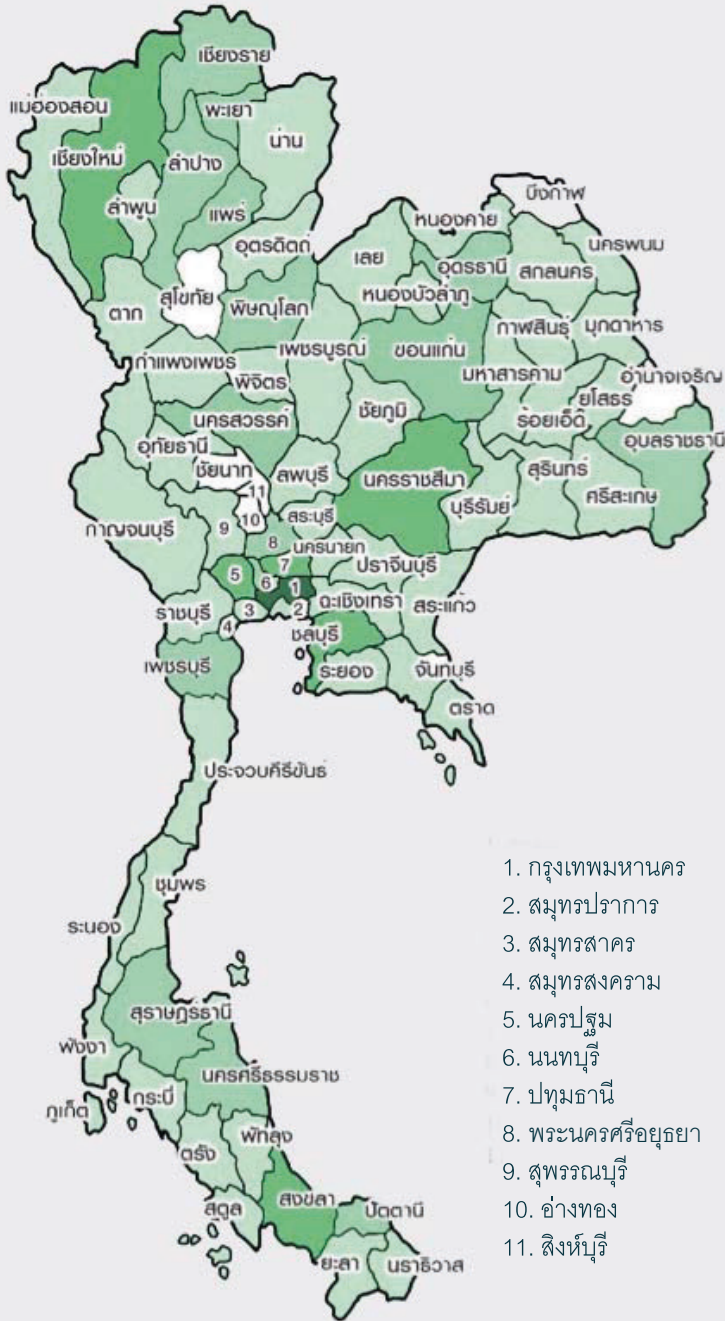 เชียงราย
แม่ฮ่องสอน
พะเยา
น่าน
เชียงใหม่
ลำปาง
ลำพูน
แพร่
บึงกาฬ
หนองคาย
นครพนม
อุตรดิตถ์
เลย
อุดรธานี
สกลนคร
ตาก
สุโขทัย
พิษณุโลก
หนองบัวลำภู
กาฬสินธุ์
มุกดาหาร
กำแพงเพชร
เพชรบูรณ์
ขอนแก่น
พิจิตร
มหาสารคาม
อำนาจเจริญ
ยโสธร
ชัยภูมิ
ร้อยเอ็ด
นครสวรรค์
อุบลราชธานี
อุทัยธานี
ชัยนาท
ลพบุรี
นครราชสีมา
สุรินทร์
ศรีสะเกษ
บุรีรัมย์
11
10
สระบุรี
กาญจนบุรี
9
8
นครนายก
ปราจีนบุรี
7
5
6
1
ฉะเชิงเทรา
สระแก้ว
ราชบุรี
3
2
4
ชลบุรี
เพชรบุรี
ระยอง
จันทบุรี
ตราด
ประจวบคีรีขันธ์
ชุมพร
ระนอง
สุราษฎร์ธานี
พังงา
นครศรีธรรมราช
กระบี่
ภูเก็ต
พัทลุง
ตรัง
สงขลา
ปัตตานี
สตูล
ยะลา
นราธิวาส
1. กรุงเทพมหานคร
2. สมุทรปราการ
3. สมุทรสาคร
4. สมุทรสงคราม
5. นครปฐม
6. นนทบุรี
7. ปทุมธานี
8. พระนครศรีอยุธยา
9. สุพรรณบุรี
10. อ่างทอง
11. สิงห์บุรี